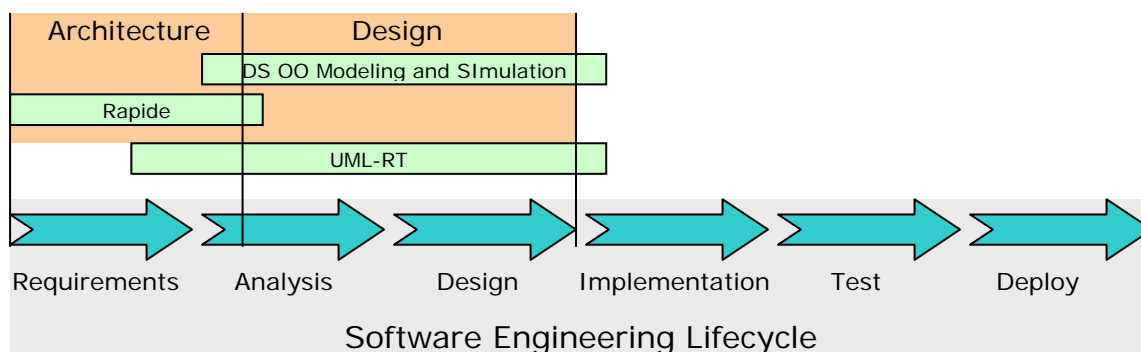 Architecture
Design
DS OO Modeling and SImulation
Rapide
UML-RT
Requirements
Analysis
Design
Implementation
Test
Deploy
Software Engineering Lifecycle